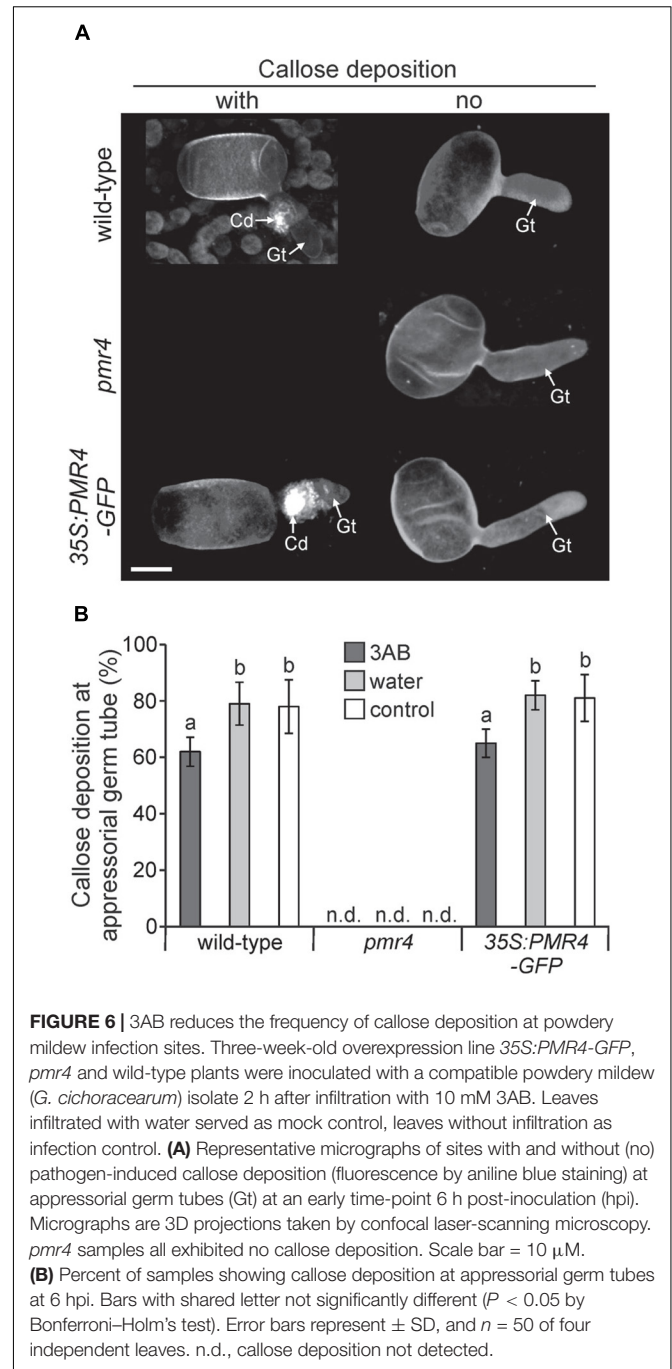 A
Callose deposition
with no
wild-type
Cd
Gt
Gt
pmr4
Gt
35S:PMR4
-GFP
Cd
Gt
Gt
B
Callose deposition at
appressorial germ tube (%)
100
80
60
40
20
0
3AB
water
control
a b b
a b b
n.d. n.d. n.d.
wild-type pmr4 35S:PMR4
-GFP
FIGURE 6 | 3AB reduces the frequency of callose deposition at powdery
mildew infection sites. Three-week-old overexpression line 35S:PMR4-GFP,
pmr4 and wild-type plants were inoculated with a compatible powdery mildew
(G. cichoracearum) isolate 2 h after infiltration with 10 mM 3AB. Leaves
infiltrated with water served as mock control, leaves without infiltration as
infection control. (A) Representative micrographs of sites with and without (no)
pathogen-induced callose deposition (fluorescence by aniline blue staining) at
appressorial germ tubes (Gt) at an early time-point 6 h post-inoculation (hpi).
Micrographs are 3D projections taken by confocal laser-scanning microscopy.
pmr4 samples all exhibited no callose deposition. Scale bar = 10 μM.
(B) Percent of samples showing callose deposition at appressorial germ tubes
at 6 hpi. Bars with shared letter not significantly different (P < 0.05 by
Bonferroni–Holm's test). Error bars represent ± SD, and n = 50 of four
independent leaves. n.d., callose deposition not detected.